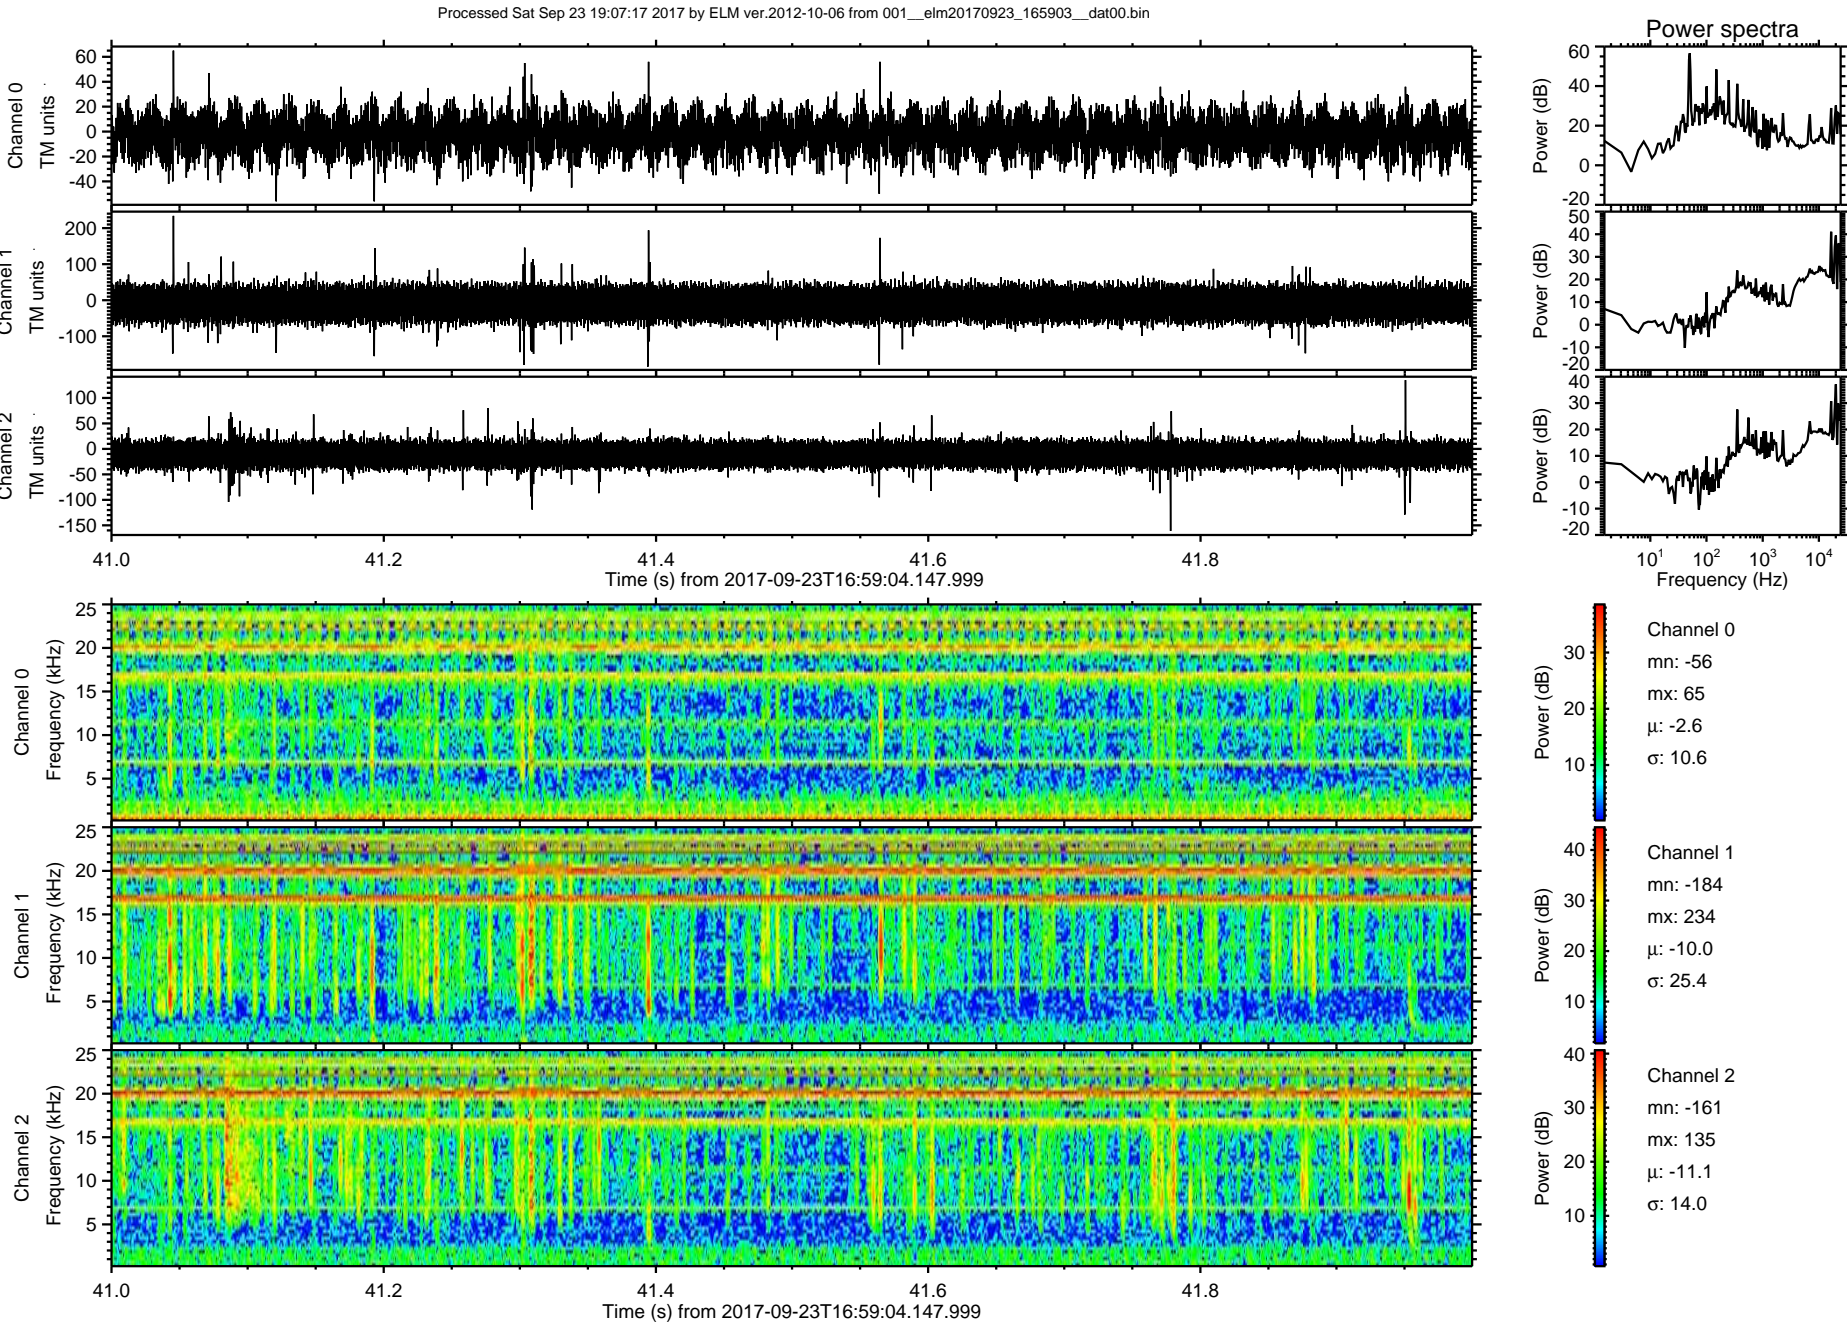 Processed Sat Sep 23 19:07:17 2017 by ELM ver.2012-10-06 from 001__elm20170923_165903__dat00.bin
Power spectra
Channel 0
TM units
60
40
20
0
-20
-40
Power (dB)
60
40
20
0
-20
Channel 1
TM units
200
100
0
-100
Power (dB)
50
40
30
20
10
0
-10
-20
Channel 2
TM units
100
50
0
-50
-100
-150
Power (dB)
40
30
20
10
0
-10
-20
41.0 41.2 41.4 41.6 41.8
Time (s) from 2017-09-23T16:59:04.147.999
10^1 10^2 10^3 10^4
Frequency (Hz)
Channel 0
Frequency (kHz)
25
20
15
10
5
Power (dB)
30
20
10
Channel 0
mn: -56
mx: 65
μ: -2.6
σ: 10.6
Channel 1
Frequency (kHz)
25
20
15
10
5
Power (dB)
40
30
20
10
Channel 1
mn: -184
mx: 234
μ: -10.0
σ: 25.4
Channel 2
Frequency (kHz)
25
20
15
10
5
Power (dB)
40
30
20
10
Channel 2
mn: -161
mx: 135
μ: -11.1
σ: 14.0
41.0 41.2 41.4 41.6 41.8
Time (s) from 2017-09-23T16:59:04.147.999